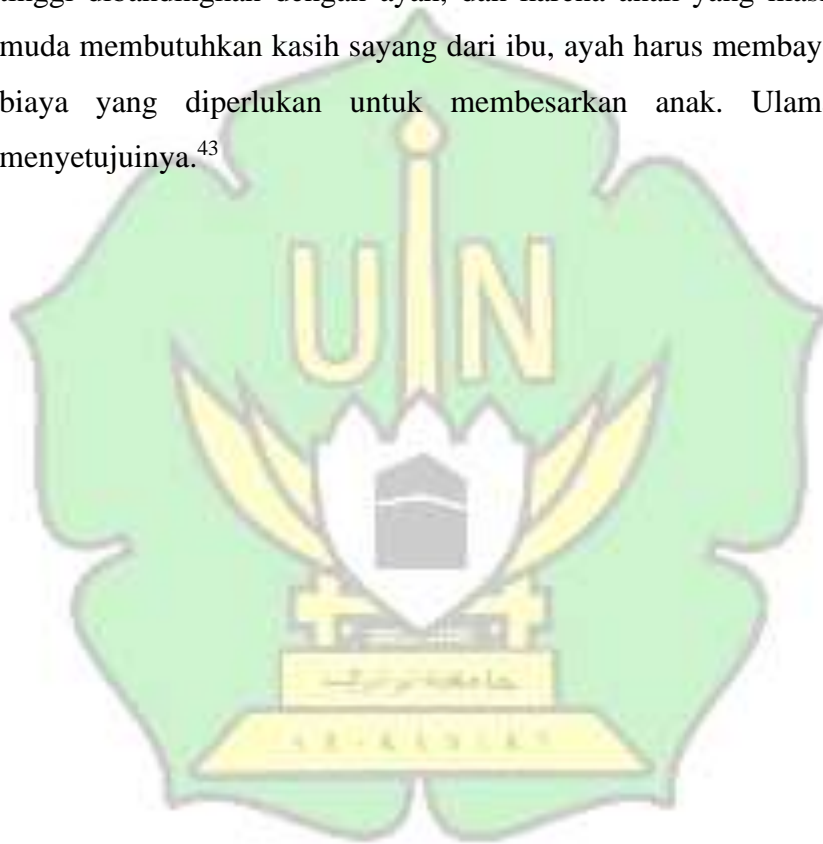 tinggi dibandingkan dengan ayah, dan karena anak yang masi
muda membutuhkan kasih sayang dari ibu, ayah harus membay
biaya yang diperlukan untuk membesarkan anak. Ulam
menyetujuinya.43
UIN